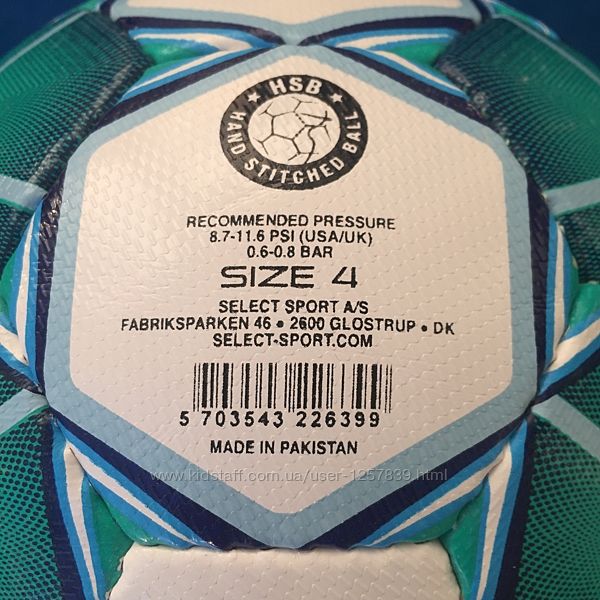 ★ HSB ★
HAND STITCHED BALL
RECOMMENDED PRESSURE
8.7-11.6 PSI (USA/UK)
0.6-0.8 BAR
SIZE 4
SELECT SPORT A/S
FABRIKSPARKEN 46 • 2600 GLOSTRUP • DK
SELECT-SPORT.COM
5 703543 226399
MADE IN PAKISTAN
www.kidstaff.com.ua/user-1257839.html